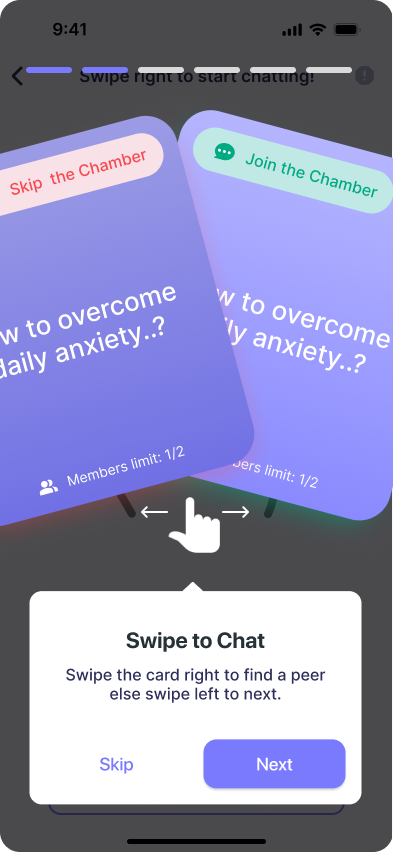 9:41
Swipe right to start chatting!
Skip the Chamber
Join the Chamber
w to overcome
daily anxiety..?
w to overcome
ly anxiety..?
Members limit: 1/2
bers limit: 1/2
Swipe to Chat
Swipe the card right to find a peer
else swipe left to next.
Skip
Next